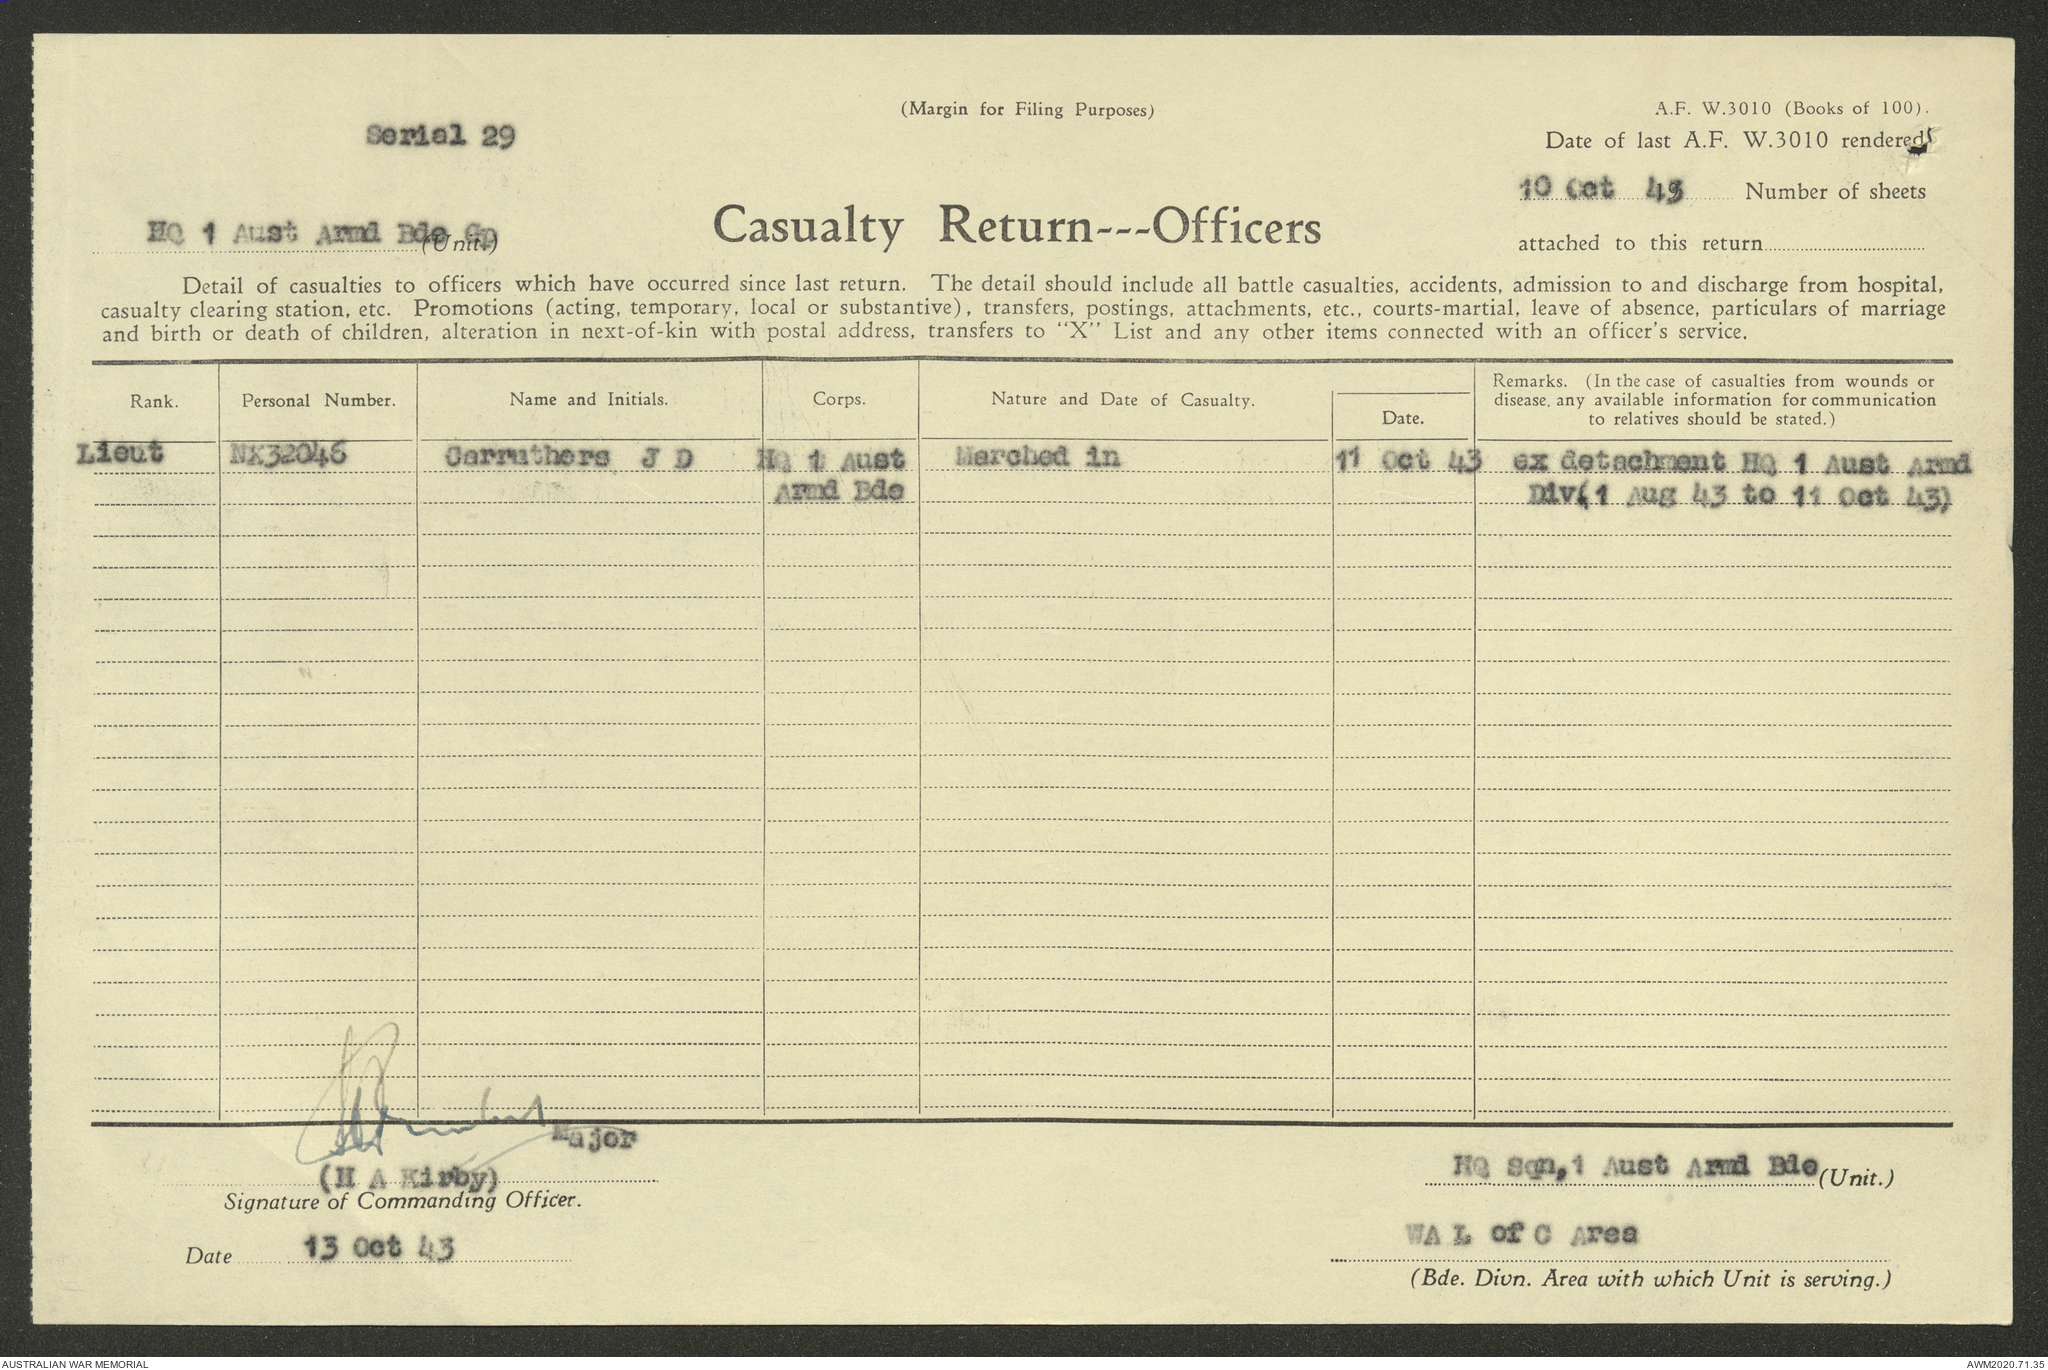 (Margin for Filing Purposes)
A.F. W.3010 (Books of 100).
Serial 29
Date of last A.F. W.3010 rendered
10 Oct 43 Number of sheets
HQ 1 Aust Armd Bde Gp (Unit.)
Casualty Return---Officers
attached to this return
Detail of casualties to officers which have occurred since last return. The detail should include all battle casualties, accidents, admission to and discharge from hospital,
casualty clearing station, etc. Promotions (acting, temporary, local or substantive), transfers, postings, attachments, etc., courts-martial, leave of absence, particulars of marriage
and birth or death of children, alteration in next-of-kin with postal address, transfers to "X" List and any other items connected with an officer's service.
Rank. Personal Number. Name and Initials. Corps. Nature and Date of Casualty. Date. Remarks. (In the case of casualties from wounds or
disease, any available information for communication
to relatives should be stated.)
Lieut NX32046 Carruthers J D HQ 1 Aust Marched in 11 Oct 43 ex detachment HQ 1 Aust Armd
Armd Bde Div(1 Aug 43 to 11 Oct 43)
Major
(H A Kirby)
Signature of Commanding Officer.
Date 13 Oct 43
HQ Sqn, 1 Aust Armd Bde (Unit.)
WA L of C Area
(Bde. Divn. Area with which Unit is serving.)
AUSTRALIAN WAR MEMORIAL
AWM2020.71.35